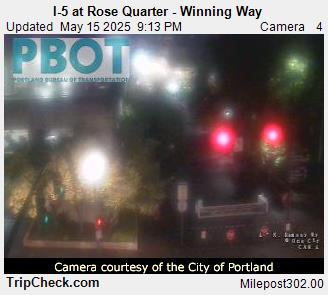 I-5 at Rose Quarter - Winning Way
Updated May 15 2025 9:13 PM Camera 4
PBOT
PORTLAND BUREAU OF TRANSPORTATION
Camera courtesy of the City of Portland
TripCheck.com Milepost302.00